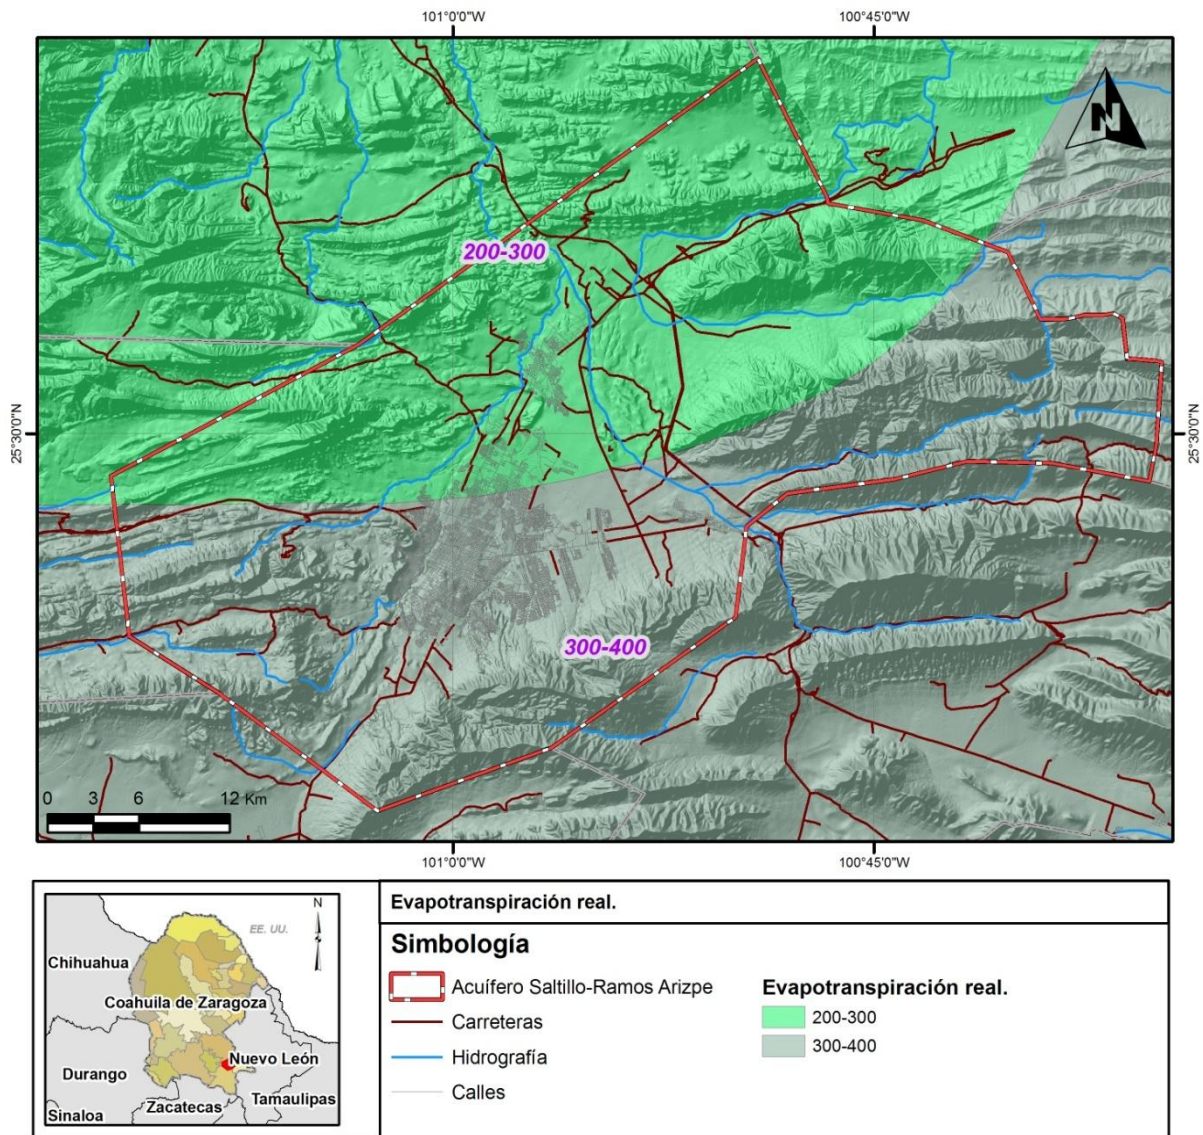 101°0'0"W
100°45'0"W
N
200-300
25°30'0"N
25°30'0"N
300-400
0 3 6 12 Km
101°0'0"W
100°45'0"W
N
EE. UU.
Chihuahua
Coahuila de Zaragoza
Nuevo León
Durango
Tamaulipas
Zacatecas
Sinaloa
Evapotranspiración real.
Simbología
Acuífero Saltillo-Ramos Arizpe
Carreteras
Hidrografía
Calles
Evapotranspiración real.
200-300
300-400